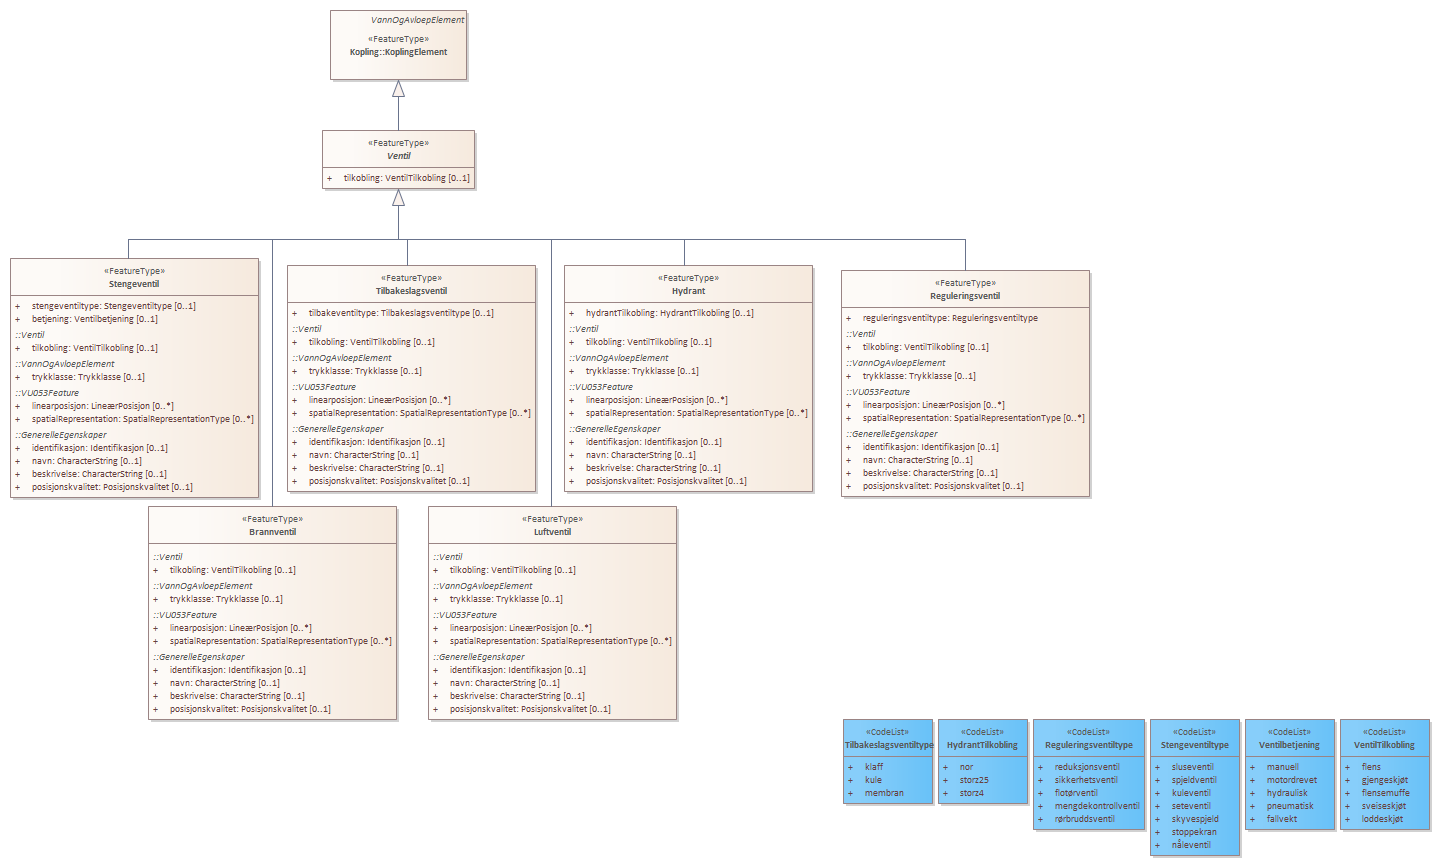 VannOgAvloepElement
«FeatureType»
Kopling::KoplingElement
«FeatureType»
Ventil
+ tilkobling: VentilTilkobling [0..1]
«FeatureType»
Stengeventil
+ stengeventiltype: Stengeventiltype [0..1]
+ betjening: Ventilbetjening [0..1]
::Ventil
+ tilkobling: VentilTilkobling [0..1]
::VannOgAvloepElement
+ trykklasse: Trykklasse [0..1]
::VU053Feature
+ linearposisjon: LineærPosisjon [0..*]
+ spatialRepresentation: SpatialRepresentationType [0..*]
::GenerelleEgenskaper
+ identifikasjon: Identifikasjon [0..1]
+ navn: CharacterString [0..1]
+ beskrivelse: CharacterString [0..1]
+ posisjonskvalitet: Posisjonskvalitet [0..1]
«FeatureType»
Tilbakeslagsventil
+ tilbakeventiltype: Tilbakeslagsventiltype [0..1]
::Ventil
+ tilkobling: VentilTilkobling [0..1]
::VannOgAvloepElement
+ trykklasse: Trykklasse [0..1]
::VU053Feature
+ linearposisjon: LineærPosisjon [0..*]
+ spatialRepresentation: SpatialRepresentationType [0..*]
::GenerelleEgenskaper
+ identifikasjon: Identifikasjon [0..1]
+ navn: CharacterString [0..1]
+ beskrivelse: CharacterString [0..1]
+ posisjonskvalitet: Posisjonskvalitet [0..1]
«FeatureType»
Hydrant
+ hydrantTilkobling: HydrantTilkobling [0..1]
::Ventil
+ tilkobling: VentilTilkobling [0..1]
::VannOgAvloepElement
+ trykklasse: Trykklasse [0..1]
::VU053Feature
+ linearposisjon: LineærPosisjon [0..*]
+ spatialRepresentation: SpatialRepresentationType [0..*]
::GenerelleEgenskaper
+ identifikasjon: Identifikasjon [0..1]
+ navn: CharacterString [0..1]
+ beskrivelse: CharacterString [0..1]
+ posisjonskvalitet: Posisjonskvalitet [0..1]
«FeatureType»
Reguleringsventil
+ reguleringsventiltype: Reguleringsventiltype
::Ventil
+ tilkobling: VentilTilkobling [0..1]
::VannOgAvloepElement
+ trykklasse: Trykklasse [0..1]
::VU053Feature
+ linearposisjon: LineærPosisjon [0..*]
+ spatialRepresentation: SpatialRepresentationType [0..*]
::GenerelleEgenskaper
+ identifikasjon: Identifikasjon [0..1]
+ navn: CharacterString [0..1]
+ beskrivelse: CharacterString [0..1]
+ posisjonskvalitet: Posisjonskvalitet [0..1]
«FeatureType»
Brannventil
::Ventil
+ tilkobling: VentilTilkobling [0..1]
::VannOgAvloepElement
+ trykklasse: Trykklasse [0..1]
::VU053Feature
+ linearposisjon: LineærPosisjon [0..*]
+ spatialRepresentation: SpatialRepresentationType [0..*]
::GenerelleEgenskaper
+ identifikasjon: Identifikasjon [0..1]
+ navn: CharacterString [0..1]
+ beskrivelse: CharacterString [0..1]
+ posisjonskvalitet: Posisjonskvalitet [0..1]
«FeatureType»
Luftventil
::Ventil
+ tilkobling: VentilTilkobling [0..1]
::VannOgAvloepElement
+ trykklasse: Trykklasse [0..1]
::VU053Feature
+ linearposisjon: LineærPosisjon [0..*]
+ spatialRepresentation: SpatialRepresentationType [0..*]
::GenerelleEgenskaper
+ identifikasjon: Identifikasjon [0..1]
+ navn: CharacterString [0..1]
+ beskrivelse: CharacterString [0..1]
+ posisjonskvalitet: Posisjonskvalitet [0..1]
«CodeList»
Tilbakeslagsventiltype
+ klaff
+ kule
+ membran
«CodeList»
HydrantTilkobling
+ nor
+ storz25
+ storz4
«CodeList»
Reguleringsventiltype
+ reduksjonsventil
+ sikkerhetsventil
+ flotørventil
+ mengdekontrollventil
+ rørbruddsventil
«CodeList»
Stengeventiltype
+ sluseventil
+ spjeldventil
+ kuleventil
+ seteventil
+ skyvespjeld
+ stoppekran
+ nåleventil
«CodeList»
Ventilbetjening
+ manuell
+ motordrevet
+ hydraulisk
+ pneumatisk
+ fallvekt
«CodeList»
VentilTilkobling
+ flens
+ gjengeskjøt
+ flensemuffe
+ sveiseskjøt
+ loddeskjøt